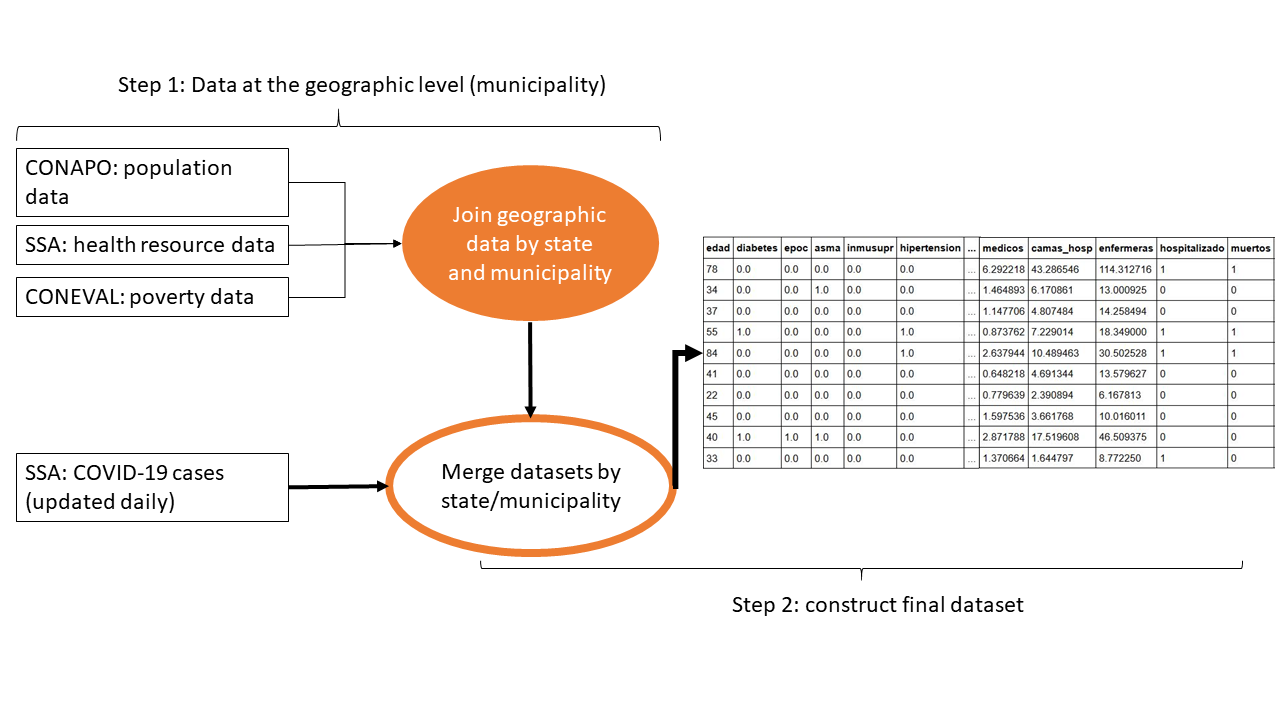 Step 1: Data at the geographic level (municipality)
CONAPO: population
data
SSA: health resource data
CONEVAL: poverty data
Join geographic
data by state
and municipality
SSA: COVID-19 cases
(updated daily)
Merge datasets by
state/municipality
edad diabetes epoc asma inmusupr hipertension ... medicos camas_hosp enfermeras hospitalizado muertos
78 0.0 0.0 0.0 0.0 0.0 ... 6.292218 43.286546 114.312716 1 1
34 0.0 0.0 1.0 0.0 0.0 ... 1.464893 6.170861 13.000925 0 0
37 0.0 0.0 0.0 0.0 0.0 ... 1.147706 4.807484 14.258494 0 0
55 1.0 0.0 0.0 0.0 1.0 ... 0.873762 7.229014 18.349000 1 1
84 0.0 0.0 0.0 0.0 1.0 ... 2.637944 10.489463 30.502528 1 1
41 0.0 0.0 0.0 0.0 0.0 ... 0.648218 4.691344 13.579627 0 0
22 0.0 0.0 0.0 0.0 0.0 ... 0.779639 2.390894 6.167813 0 0
45 0.0 0.0 0.0 0.0 0.0 ... 1.597536 3.661768 10.016011 0 0
40 1.0 1.0 1.0 0.0 0.0 ... 2.871788 17.519608 46.509375 0 0
33 0.0 0.0 0.0 0.0 0.0 ... 1.370664 1.644797 8.772250 1 0
Step 2: construct final dataset